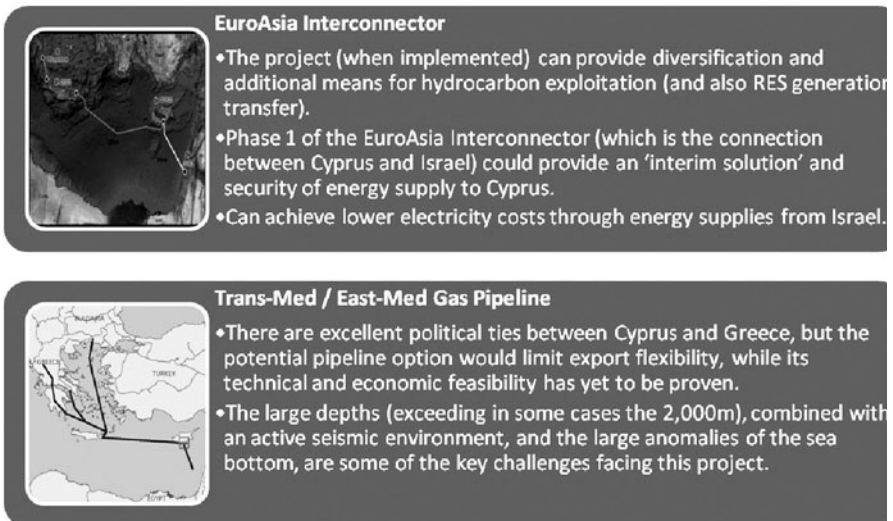 EuroAsia Interconnector
•The project (when implemented) can provide diversification and
additional means for hydrocarbon exploitation (and also RES generation
transfer).
•Phase 1 of the EuroAsia Interconnector (which is the connection
between Cyprus and Israel) could provide an ‘interim solution’ and
security of energy supply to Cyprus.
•Can achieve lower electricity costs through energy supplies from Israel.
Trans-Med / East-Med Gas Pipeline
BULGARIA
GREECE
TURKEY
EGYPT
•There are excellent political ties between Cyprus and Greece, but the
potential pipeline option would limit export flexibility, while its
technical and economic feasibility has yet to be proven.
•The large depths (exceeding in some cases the 2,000m), combined with
an active seismic environment, and the large anomalies of the sea
bottom, are some of the key challenges facing this project.